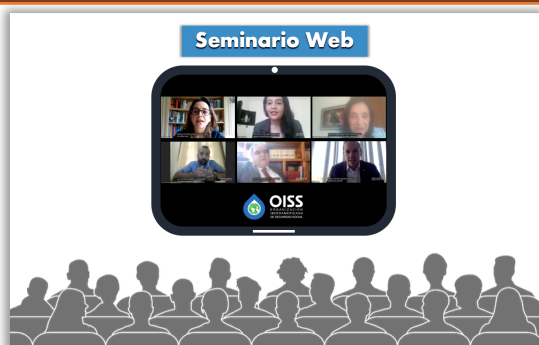 Seminario Web
OISS
ORGANIZACIÓN
IBEROAMERICANA
DE SEGURIDAD SOCIAL